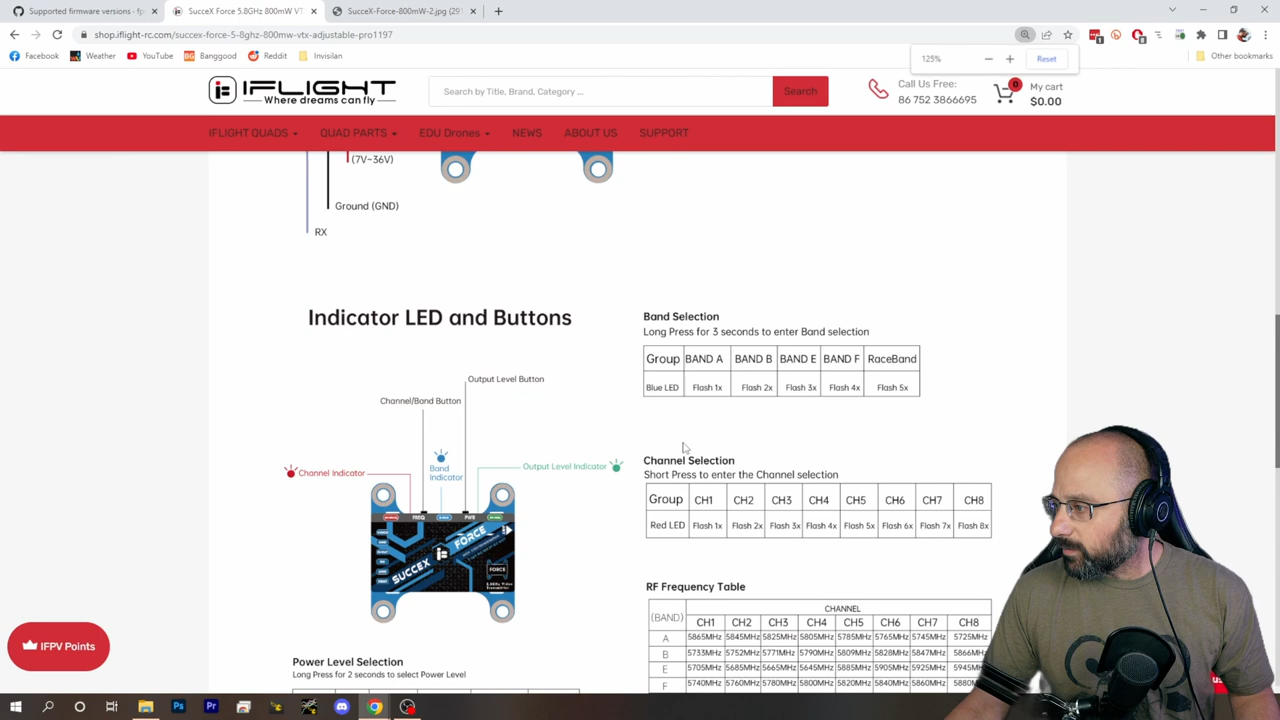 Supported firmware versions - fp
SucceX Force 5.8GHz 800mW VT
SucceX-Force-800mW-2.jpg (291
shop.iflight-rc.com/succex-force-5-8ghz-800mw-vtx-adjustable-pro1197
Facebook
Weather
YouTube
BG Banggood
Reddit
Invisilan
Other bookmarks
125%
Reset
IFLIGHT
Where dreams can fly
Search by Title, Brand, Category ...
Search
Call Us Free:
86 752 3866695
0
My cart
$0.00
IFLIGHT QUADS
QUAD PARTS
EDU Drones
NEWS
ABOUT US
SUPPORT
(7V~36V)
Ground (GND)
RX
Indicator LED and Buttons
Output Level Button
Channel/Band Button
Channel Indicator
Band
Indicator
Output Level Indicator
FREQ
PWR
SUCCEX
FORCE
FORCE
Power Level Selection
Long Press for 2 seconds to select Power Level
Band Selection
Long Press for 3 seconds to enter Band selection
Group BAND A BAND B BAND E BAND F RaceBand
Blue LED Flash 1x Flash 2x Flash 3x Flash 4x Flash 5x
Channel Selection
Short Press to enter the Channel selection
Group CH1 CH2 CH3 CH4 CH5 CH6 CH7 CH8
Red LED Flash 1x Flash 2x Flash 3x Flash 4x Flash 5x Flash 6x Flash 7x Flash 8x
RF Frequency Table
(BAND) CHANNEL
CH1 CH2 CH3 CH4 CH5 CH6 CH7 CH8
A 5865MHz 5845MHz 5825MHz 5805MHz 5785MHz 5765MHz 5745MHz 5725MHz
B 5733MHz 5752MHz 5771MHz 5790MHz 5809MHz 5828MHz 5847MHz 5866MHz
E 5705MHz 5685MHz 5665MHz 5645MHz 5885MHz 5905MHz 5925MHz 5945MHz
F 5740MHz 5760MHz 5780MHz 5800MHz 5820MHz 5840MHz 5860MHz 5880MHz
IFPV Points